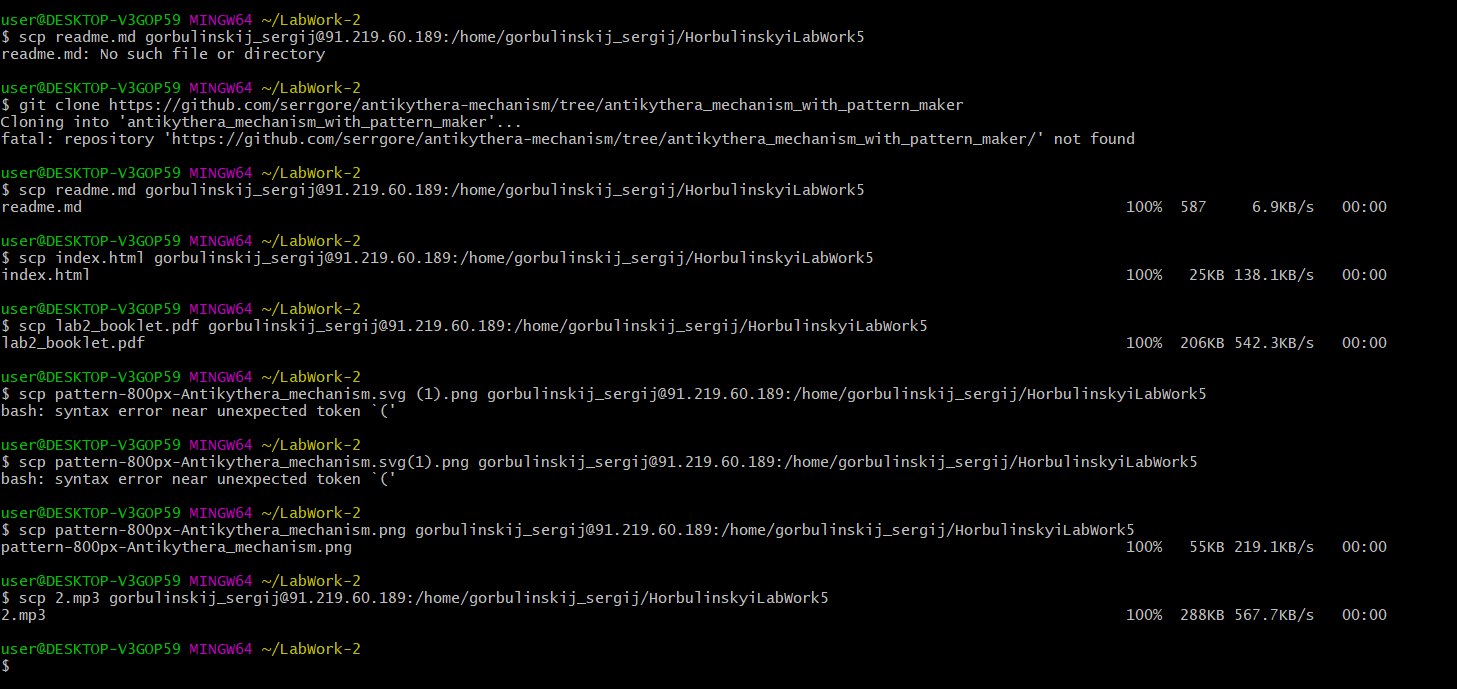 user@DESKTOP-V3GOP59 MINGW64 ~/LabWork-2
$ scp readme.md gorbulinskij_sergij@91.219.60.189:/home/gorbulinskij_sergij/HorbulinskyiLabWork5
readme.md: No such file or directory
user@DESKTOP-V3GOP59 MINGW64 ~/LabWork-2
$ git clone https://github.com/serrgore/antikythera-mechanism/tree/antikythera_mechanism_with_pattern_maker
Cloning into 'antikythera_mechanism_with_pattern_maker'...
fatal: repository 'https://github.com/serrgore/antikythera-mechanism/tree/antikythera_mechanism_with_pattern_maker/' not found
user@DESKTOP-V3GOP59 MINGW64 ~/LabWork-2
$ scp readme.md gorbulinskij_sergij@91.219.60.189:/home/gorbulinskij_sergij/HorbulinskyiLabWork5
readme.md 100% 587 6.9KB/s 00:00
user@DESKTOP-V3GOP59 MINGW64 ~/LabWork-2
$ scp index.html gorbulinskij_sergij@91.219.60.189:/home/gorbulinskij_sergij/HorbulinskyiLabWork5
index.html 100% 25KB 138.1KB/s 00:00
user@DESKTOP-V3GOP59 MINGW64 ~/LabWork-2
$ scp lab2_booklet.pdf gorbulinskij_sergij@91.219.60.189:/home/gorbulinskij_sergij/HorbulinskyiLabWork5
lab2_booklet.pdf 100% 206KB 542.3KB/s 00:00
user@DESKTOP-V3GOP59 MINGW64 ~/LabWork-2
$ scp pattern-800px-Antikythera_mechanism.svg (1).png gorbulinskij_sergij@91.219.60.189:/home/gorbulinskij_sergij/HorbulinskyiLabWork5
bash: syntax error near unexpected token `('
user@DESKTOP-V3GOP59 MINGW64 ~/LabWork-2
$ scp pattern-800px-Antikythera_mechanism.svg(1).png gorbulinskij_sergij@91.219.60.189:/home/gorbulinskij_sergij/HorbulinskyiLabWork5
bash: syntax error near unexpected token `('
user@DESKTOP-V3GOP59 MINGW64 ~/LabWork-2
$ scp pattern-800px-Antikythera_mechanism.png gorbulinskij_sergij@91.219.60.189:/home/gorbulinskij_sergij/HorbulinskyiLabWork5
pattern-800px-Antikythera_mechanism.png 100% 55KB 219.1KB/s 00:00
user@DESKTOP-V3GOP59 MINGW64 ~/LabWork-2
$ scp 2.mp3 gorbulinskij_sergij@91.219.60.189:/home/gorbulinskij_sergij/HorbulinskyiLabWork5
2.mp3 100% 288KB 567.7KB/s 00:00
user@DESKTOP-V3GOP59 MINGW64 ~/LabWork-2
$